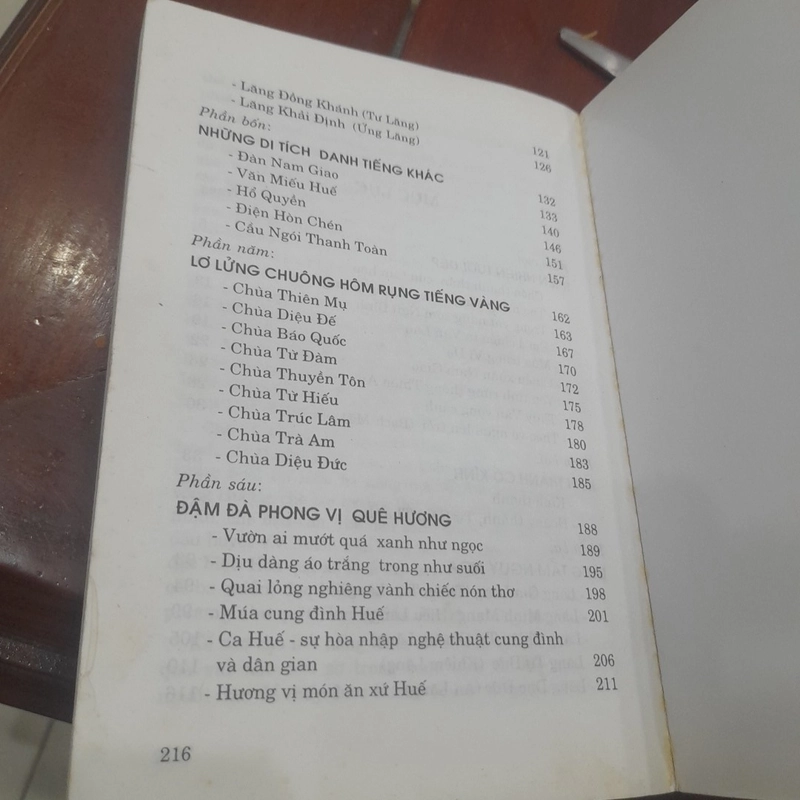 - Lăng Đồng Khánh (Tư Lăng) 121
- Lăng Khải Định (Ứng Lăng) 126
Phần bốn:
NHỮNG DI TÍCH DANH TIẾNG KHÁC 132
- Đàn Nam Giao 133
- Văn Miếu Huế 140
- Hổ Quyền 146
- Điện Hòn Chén 151
- Cầu Ngói Thanh Toàn 157
Phần năm:
LƠ LỬNG CHUÔNG HÔM RỤNG TIẾNG VÀNG 162
- Chùa Thiên Mụ 163
- Chùa Diệu Đế 167
- Chùa Báo Quốc 170
- Chùa Từ Đàm 172
- Chùa Thuyền Tôn 175
- Chùa Từ Hiếu 178
- Chùa Trúc Lâm 180
- Chùa Trà Am 183
- Chùa Diệu Đức 185
Phần sáu:
ĐẬM ĐÀ PHONG VỊ QUÊ HƯƠNG 188
- Vườn ai mướt quá xanh như ngọc 189
- Dịu dàng áo trắng trong như suối 195
- Quai lỏng nghiêng vành chiếc nón thơ 198
- Múa cung đình Huế 201
- Ca Huế - sự hòa nhập nghệ thuật cung đình
và dân gian 206
- Hương vị món ăn xứ Huế 211
216